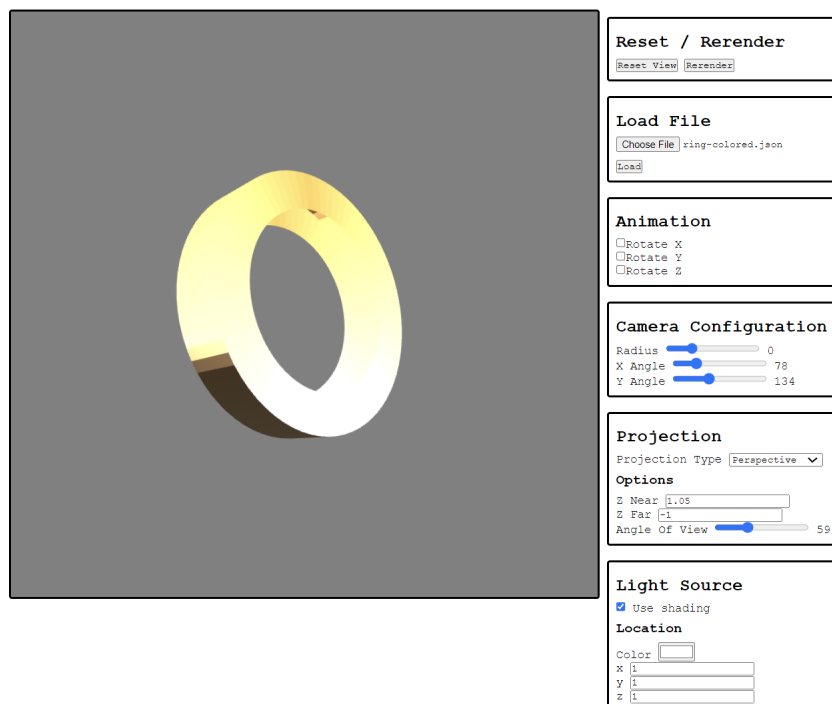 Reset / Rerender
Reset View Rerender
Load File
Choose File ring-colored.json
Load
Animation
Rotate X
Rotate Y
Rotate Z
Camera Configuration
Radius 0
X Angle 78
Y Angle 134
Projection
Projection Type Perspective
Options
Z Near 1.05
Z Far -1
Angle Of View 59
Light Source
Use shading
Location
Color
x 1
y 1
z 1